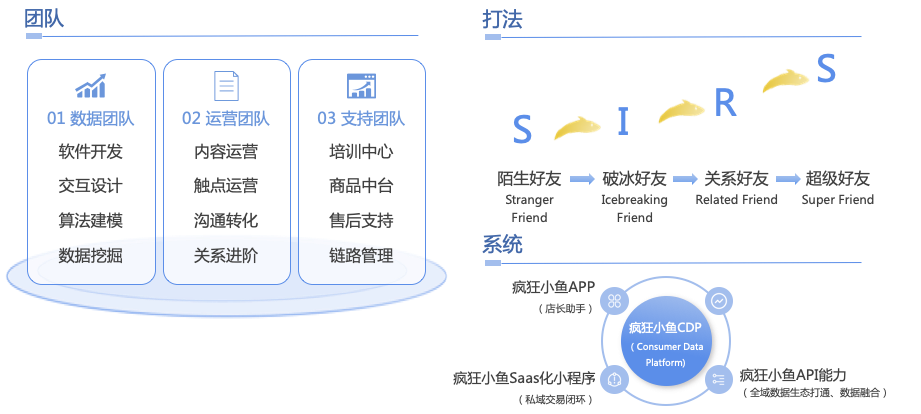 团队
01 数据团队
软件开发
交互设计
算法建模
数据挖掘
02 运营团队
内容运营
触点运营
沟通转化
关系进阶
03 支持团队
培训中心
商品中台
售后支持
链路管理
打法
S
I
R
S
陌生好友
Stranger
Friend
破冰好友
Icebreaking
Friend
关系好友
Related Friend
超级好友
Super Friend
系统
疯狂小鱼APP
（店长助手）
疯狂小鱼CDP
（Consumer Data
Platform）
疯狂小鱼Saas化小程序
（私域交易闭环）
疯狂小鱼API能力
（全域数据生态打通、数据融合）